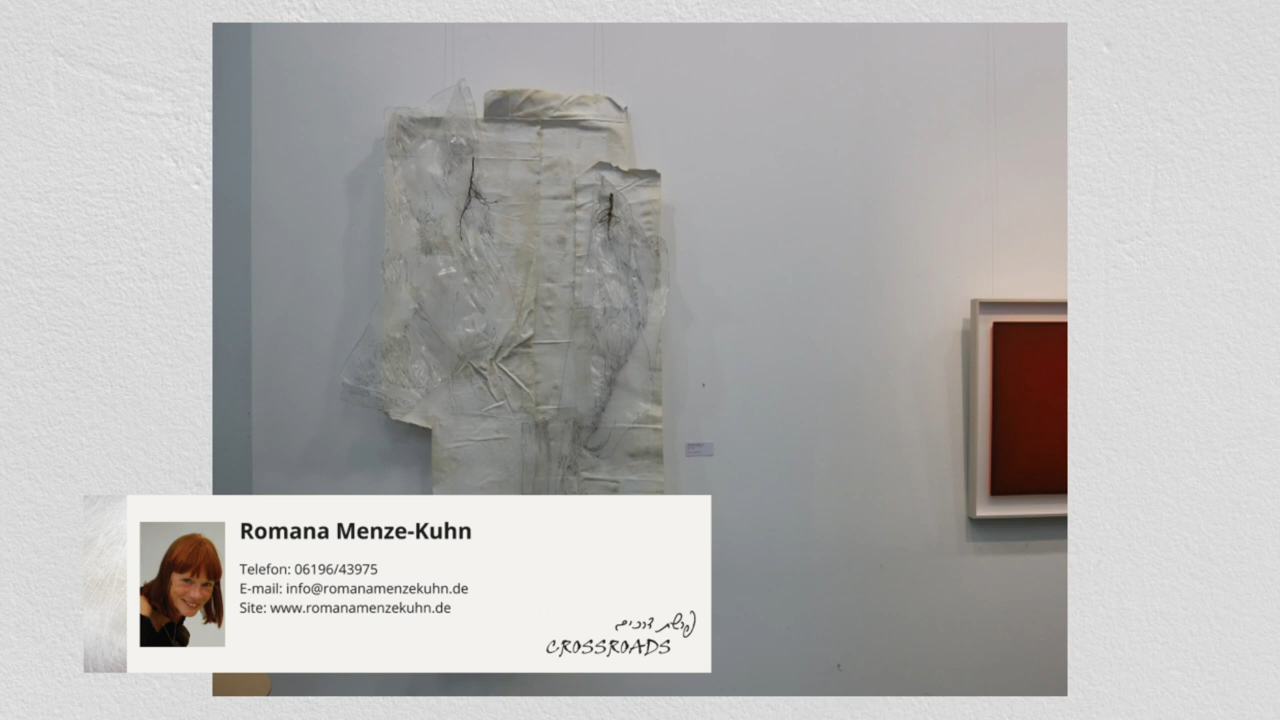 Romana Menze-Kuhn
Telefon: 06196/43975
E-mail: info@romanamenzekuhn.de
Site: www.romanamenzekuhn.de
פרשת דרכים
CROSSROADS